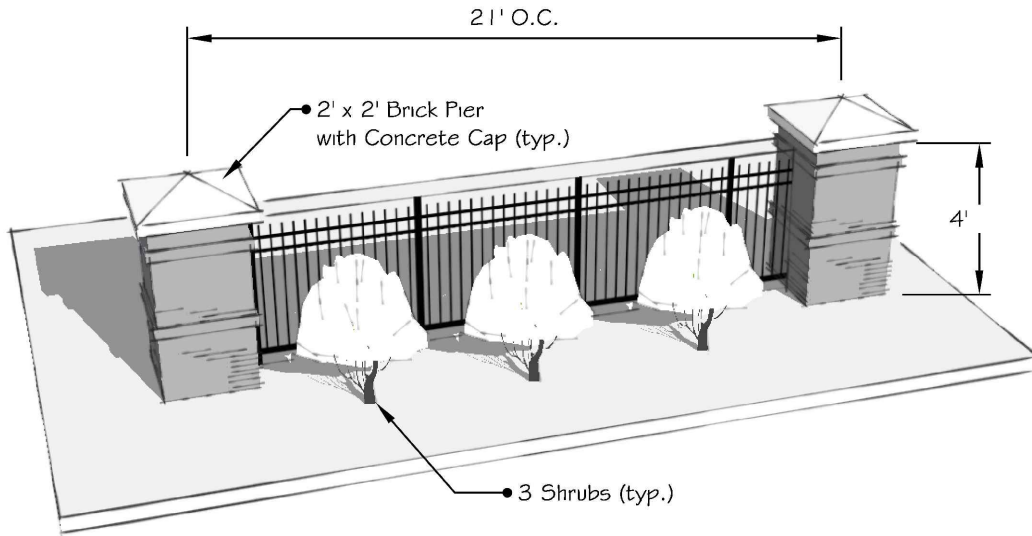 21' O.C.
2' x 2' Brick Pier
with Concrete Cap (typ.)
4'
3 Shrubs (typ.)